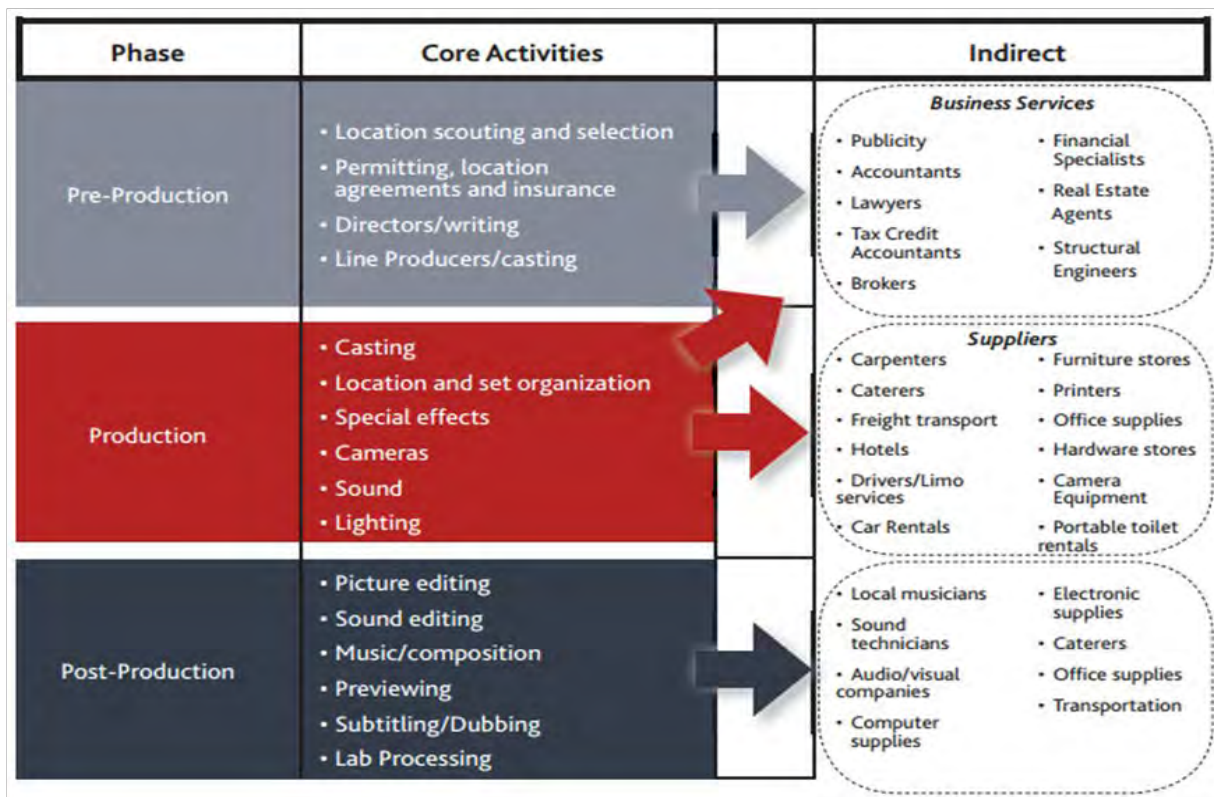 Phase
Core Activities
Indirect
Pre-Production
• Location scouting and selection
• Permitting, location
agreements and insurance
• Directors/writing
• Line Producers/casting
Business Services
• Publicity
• Accountants
• Lawyers
• Tax Credit
Accountants
• Brokers
• Financial
Specialists
• Real Estate
Agents
• Structural
Engineers
Production
• Casting
• Location and set organization
• Special effects
• Cameras
• Sound
• Lighting
Suppliers
• Carpenters
• Caterers
• Freight transport
• Hotels
• Drivers/Limo
services
• Car Rentals
• Furniture stores
• Printers
• Office supplies
• Hardware stores
• Camera
Equipment
• Portable toilet
rentals
Post-Production
• Picture editing
• Sound editing
• Music/composition
• Previewing
• Subtitling/Dubbing
• Lab Processing
• Local musicians
• Sound
technicians
• Audio/visual
companies
• Computer
supplies
• Electronic
supplies
• Caterers
• Office supplies
• Transportation